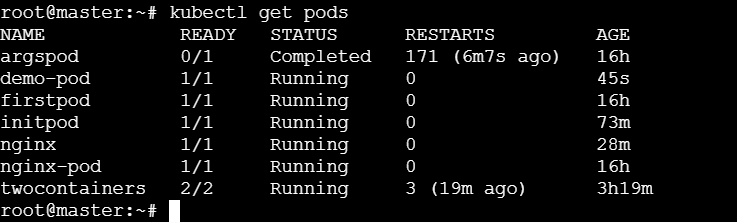 root@master:~# kubectl get pods
NAME READY STATUS RESTARTS AGE
argspod 0/1 Completed 171 (6m7s ago) 16h
demo-pod 1/1 Running 0 45s
firstpod 1/1 Running 0 16h
initpod 1/1 Running 0 73m
nginx 1/1 Running 0 28m
nginx-pod 1/1 Running 0 16h
twocontainers 2/2 Running 3 (19m ago) 3h19m
root@master:~#